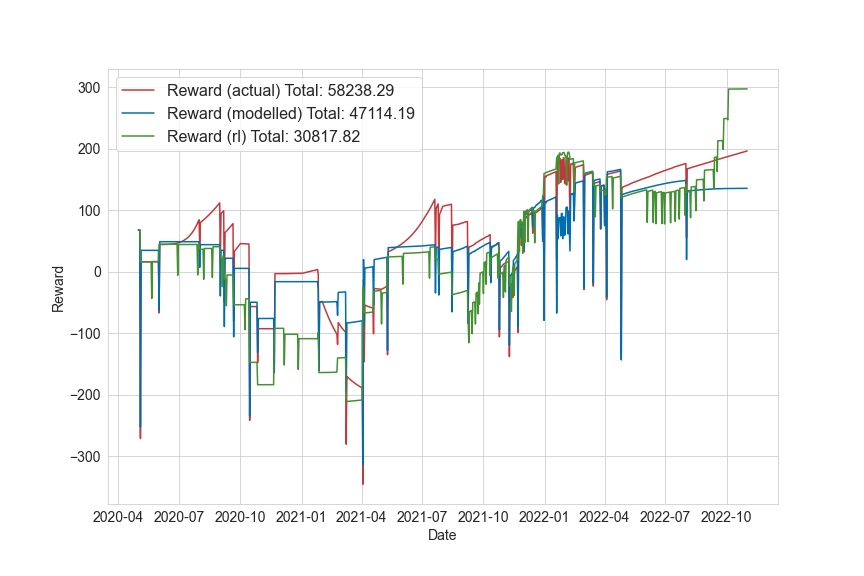 Reward (actual) Total: 58238.29
Reward (modelled) Total: 47114.19
Reward (rl) Total: 30817.82
300
200
100
0
−100
−200
−300
Reward
2020-04 2020-07 2020-10 2021-01 2021-04 2021-07 2021-10 2022-01 2022-04 2022-07 2022-10
Date